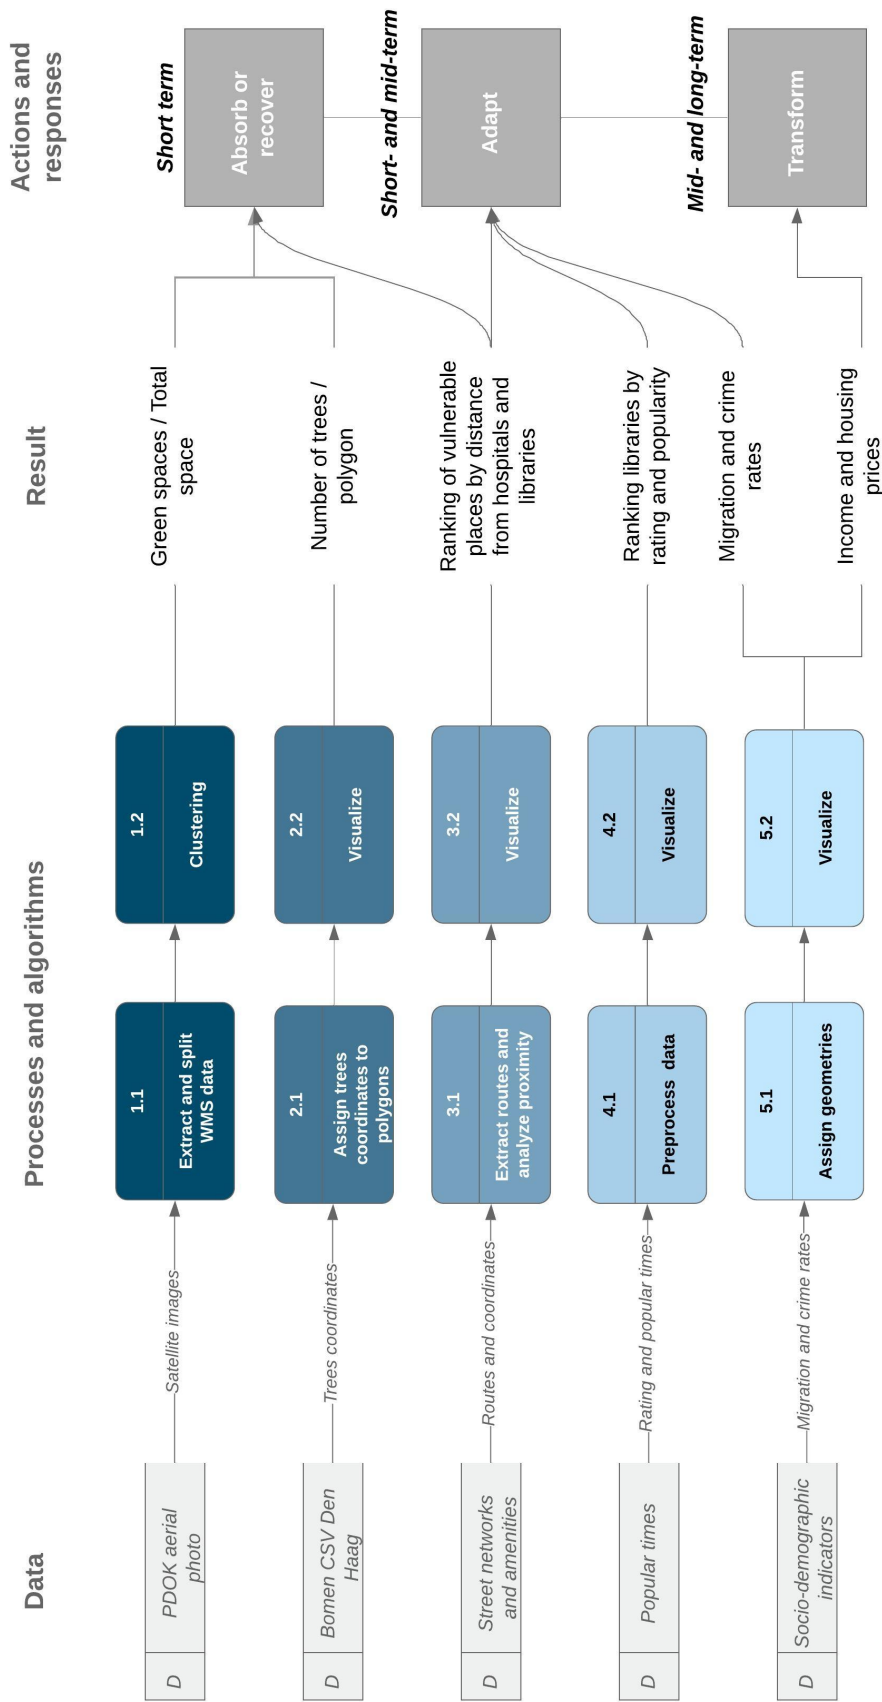 Data
Processes and algorithms
Result
Actions and
responses
D
PDOK aerial
photo
Satellite images
1.1
Extract and split
WMS data
1.2
Clustering
Green spaces / Total
space
Short term
Absorb or
recover
D
Bomen CSV Den
Haag
Trees coordinates
2.1
Assign trees
coordinates to
polygons
2.2
Visualize
Number of trees /
polygon
D
Street networks
and amenities
Routes and coordinates
3.1
Extract routes and
analyze proximity
3.2
Visualize
Ranking of vulnerable
places by distance
from hospitals and
libraries
Short- and mid-term
Adapt
D
Popular times
Rating and popular times
4.1
Preprocess data
4.2
Visualize
Ranking libraries by
rating and popularity
D
Socio-demographic
indicators
Migration and crime rates
5.1
Assign geometries
5.2
Visualize
Migration and crime
rates
Income and housing
prices
Mid- and long-term
Transform